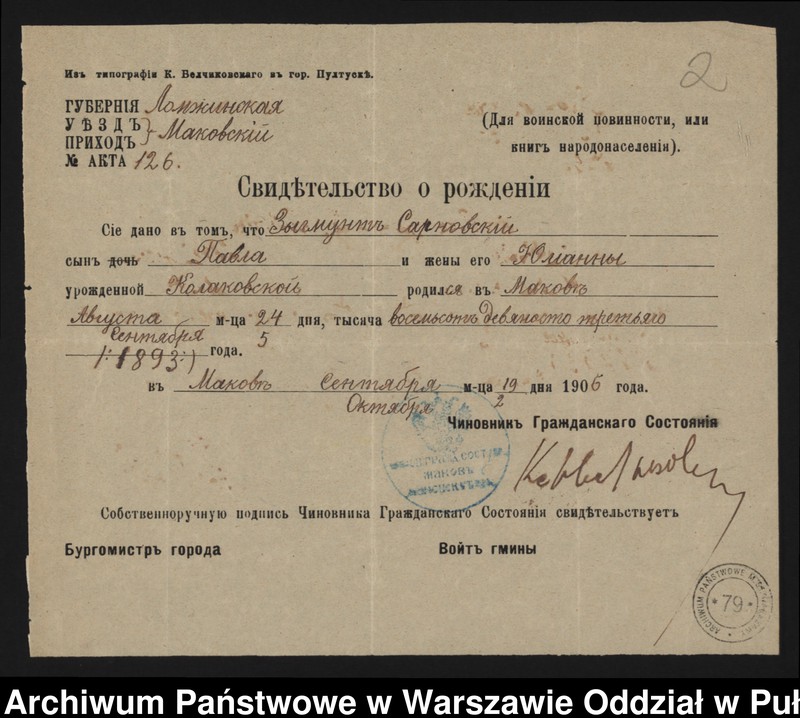 Изъ типографіи К. Велчиковскаго въ гор. Пултускѣ.
2
ГУБЕРНІЯ Ломжинская
УѢЗДЪ
ПРИХОДЪ } Маковскій
№ АКТА 126.
(Для воинской повинности, или
книгъ народонаселенія).
Свидѣтельство о рожденіи
Сіе дано въ томъ, что Зыгмунтъ Сарновскій
сынъ дочь Павла и жены его Юліанны
урожденной Колаковской родился въ Маковѣ
Августа м-ца 24 дня, тысяча восемьсотъ девяносто третьяго
Сентября 5
/:1893:/ года.
въ Маковѣ Сентября м-ца 19 дня 1906 года.
Октября 2
Чиновникъ Гражданскаго Состоянія
Собственноручную подпись Чиновника Гражданскаго Состоянія свидѣтельствуетъ
Бургомистръ города Войтъ гмины
ARCHIWUM PAŃSTWOWE
* 79 *
Archiwum Państwowe w Warszawie Oddział w Puł